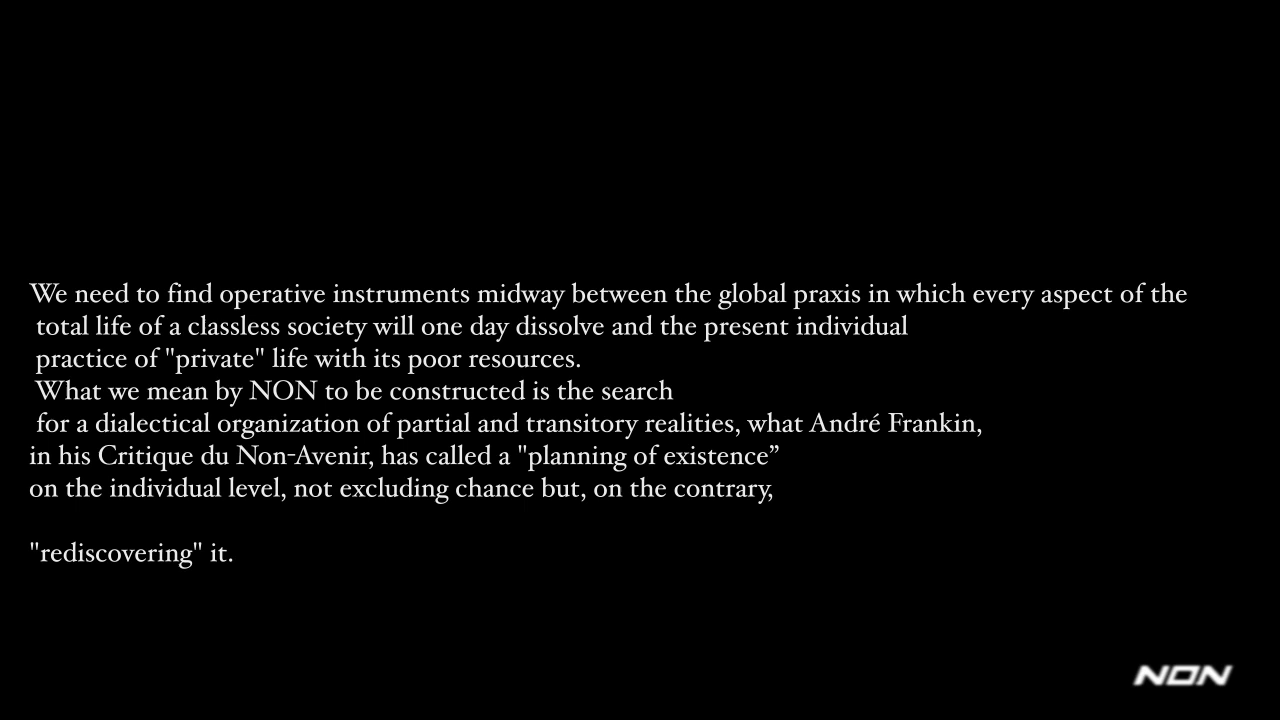 We need to find operative instruments midway between the global praxis in which every aspect of the
total life of a classless society will one day dissolve and the present individual
practice of "private" life with its poor resources.
What we mean by NON to be constructed is the search
for a dialectical organization of partial and transitory realities, what André Frankin,
in his Critique du Non-Avenir, has called a "planning of existence”
on the individual level, not excluding chance but, on the contrary,
"rediscovering" it.
NON